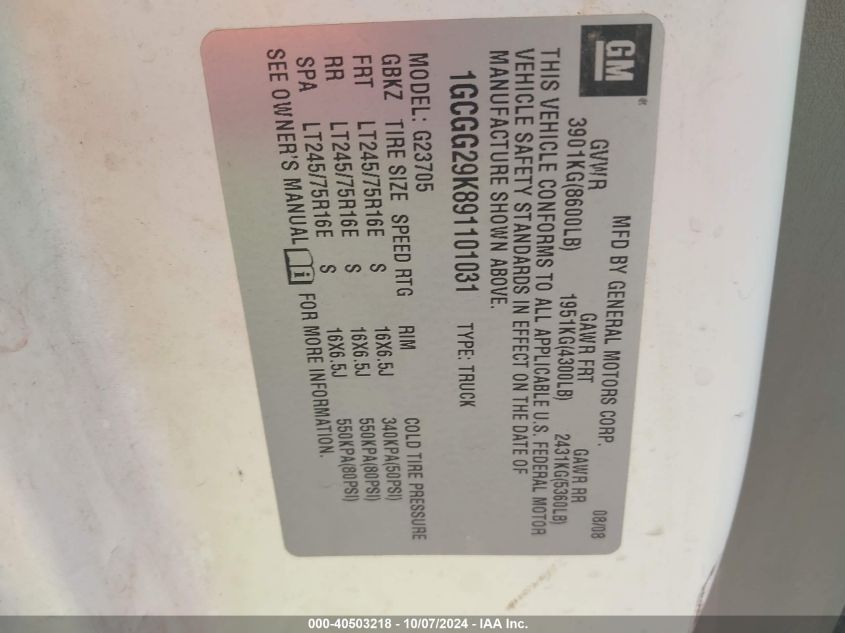 GM
®
MFD BY GENERAL MOTORS CORP. 08/08
GVWR GAWR FRT GAWR RR
3901KG(8600LB) 1951KG(4300LB) 2431KG(5360LB)
THIS VEHICLE CONFORMS TO ALL APPLICABLE U.S. FEDERAL MOTOR
VEHICLE SAFETY STANDARDS IN EFFECT ON THE DATE OF
MANUFACTURE SHOWN ABOVE.
1GCGG29K891101031 TYPE: TRUCK
MODEL: G23705
GBKZ TIRE SIZE SPEED RTG RIM COLD TIRE PRESSURE
FRT LT245/75R16E S 16X6.5J 340KPA(50PSI)
RR LT245/75R16E S 16X6.5J 550KPA(80PSI)
SPA LT245/75R16E S 16X6.5J 550KPA(80PSI)
SEE OWNER'S MANUAL i FOR MORE INFORMATION.
000-40503218 - 10/07/2024 - IAA Inc.